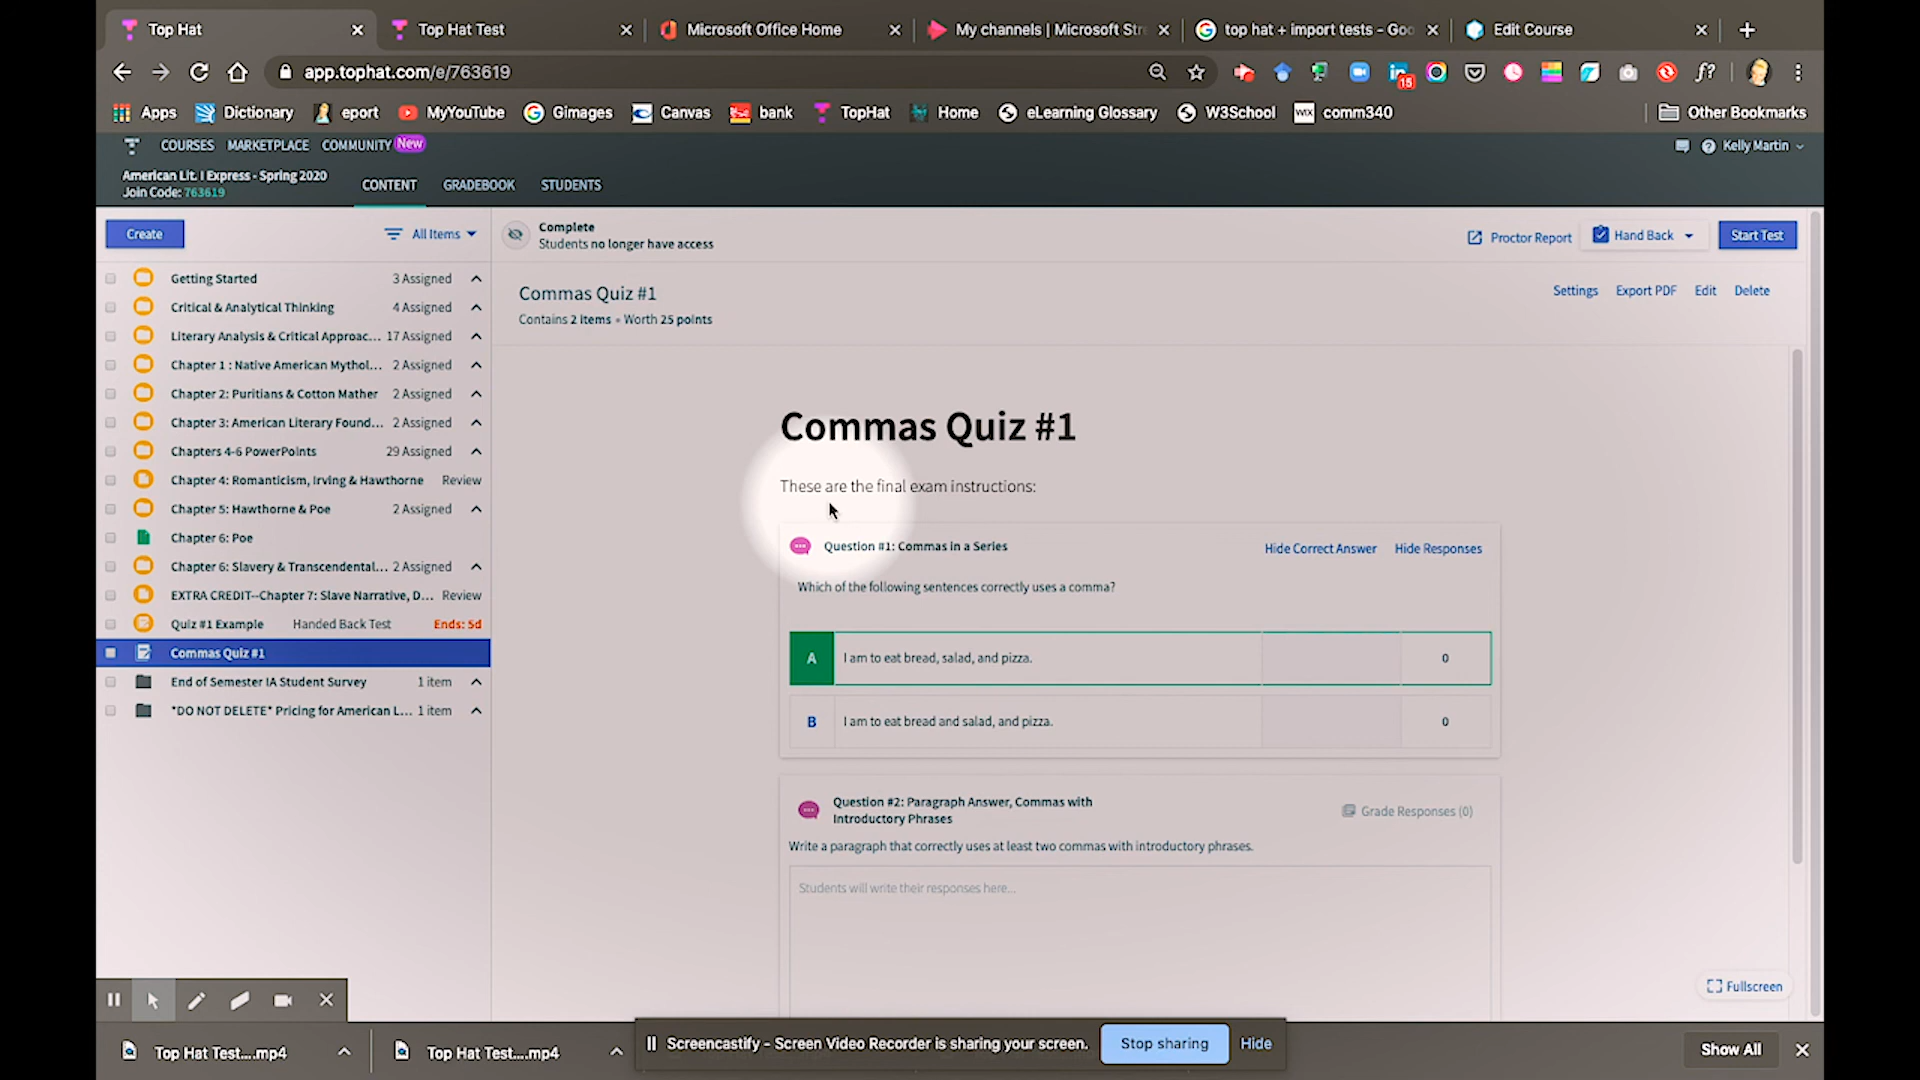 Top Hat
Top Hat Test
Microsoft Office Home
My channels | Microsoft Str
top hat + import tests - Goo
Edit Course
app.tophat.com/e/763619
15
f?
Apps
Dictionary
eport
MyYouTube
Gimages
Canvas
bank
TopHat
Home
eLearning Glossary
W3School
WIX
comm340
Other Bookmarks
COURSES
MARKETPLACE
COMMUNITY
New
Kelly Martin
American Lit. I Express - Spring 2020
Join Code: 763619
CONTENT
GRADEBOOK
STUDENTS
Create
All Items
Complete
Students no longer have access
Proctor Report
Hand Back
Start Test
Getting Started 3 Assigned
Critical & Analytical Thinking 4 Assigned
Literary Analysis & Critical Approac... 17 Assigned
Chapter 1 : Native American Mythol... 2 Assigned
Chapter 2: Puritians & Cotton Mather 2 Assigned
Chapter 3: American Literary Found... 2 Assigned
Chapters 4-6 PowerPoints 29 Assigned
Chapter 4: Romanticism, Irving & Hawthorne Review
Chapter 5: Hawthorne & Poe 2 Assigned
Chapter 6: Poe
Chapter 6: Slavery & Transcendental... 2 Assigned
EXTRA CREDIT--Chapter 7: Slave Narrative, D... Review
Quiz #1 Example Handed Back Test Ends: 5d
Commas Quiz #1
End of Semester IA Student Survey 1 item
*DO NOT DELETE* Pricing for American L... 1 item
Commas Quiz #1
Contains 2 items • Worth 25 points
Settings
Export PDF
Edit
Delete
Commas Quiz #1
These are the final exam instructions:
Question #1: Commas in a Series
Hide Correct Answer
Hide Responses
Which of the following sentences correctly uses a comma?
A I am to eat bread, salad, and pizza. 0
B I am to eat bread and salad, and pizza. 0
Question #2: Paragraph Answer, Commas with
Introductory Phrases
Grade Responses (0)
Write a paragraph that correctly uses at least two commas with introductory phrases.
Students will write their responses here...
Fullscreen
Top Hat Test....mp4
Top Hat Test....mp4
Screencastify - Screen Video Recorder is sharing your screen.
Stop sharing
Hide
Show All